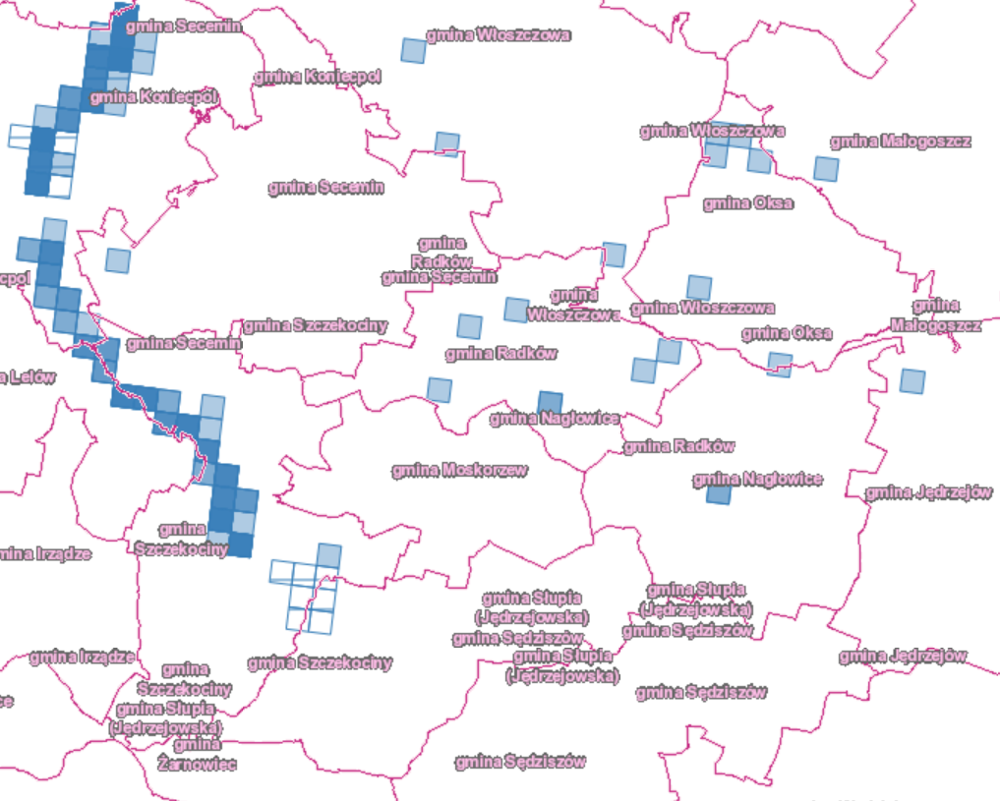 gmina Secemin
gmina Włoszczowa
gmina Koniecpol
gmina Koniecpol
gmina Włoszczowa
gmina Małogoszcz
gmina Secemin
gmina Oksa
gmina
Radków
gmina Secemin
cpol
gmina
Włoszczowa
gmina Włoszczowa
gmina
Małogoszcz
gmina Szczekociny
gmina Oksa
gmina Secemin
gmina Radków
a Lelów
gmina Nagłowice
gmina Radków
gmina Moskorzew
gmina Nagłowice
gmina Jędrzejów
gmina
Szczekociny
mina Irządze
gmina Słupia
(Jędrzejowska)
gmina Słupia
(Jędrzejowska)
gmina Sędziszów
gmina Sędziszów
gmina Słupia
(Jędrzejowska)
gmina Irządze
gmina Szczekociny
gmina Jędrzejów
gmina
Szczekociny
gmina Sędziszów
ce
gmina Słupia
(Jędrzejowska)
gmina
Żarnowiec
gmina Sędziszów